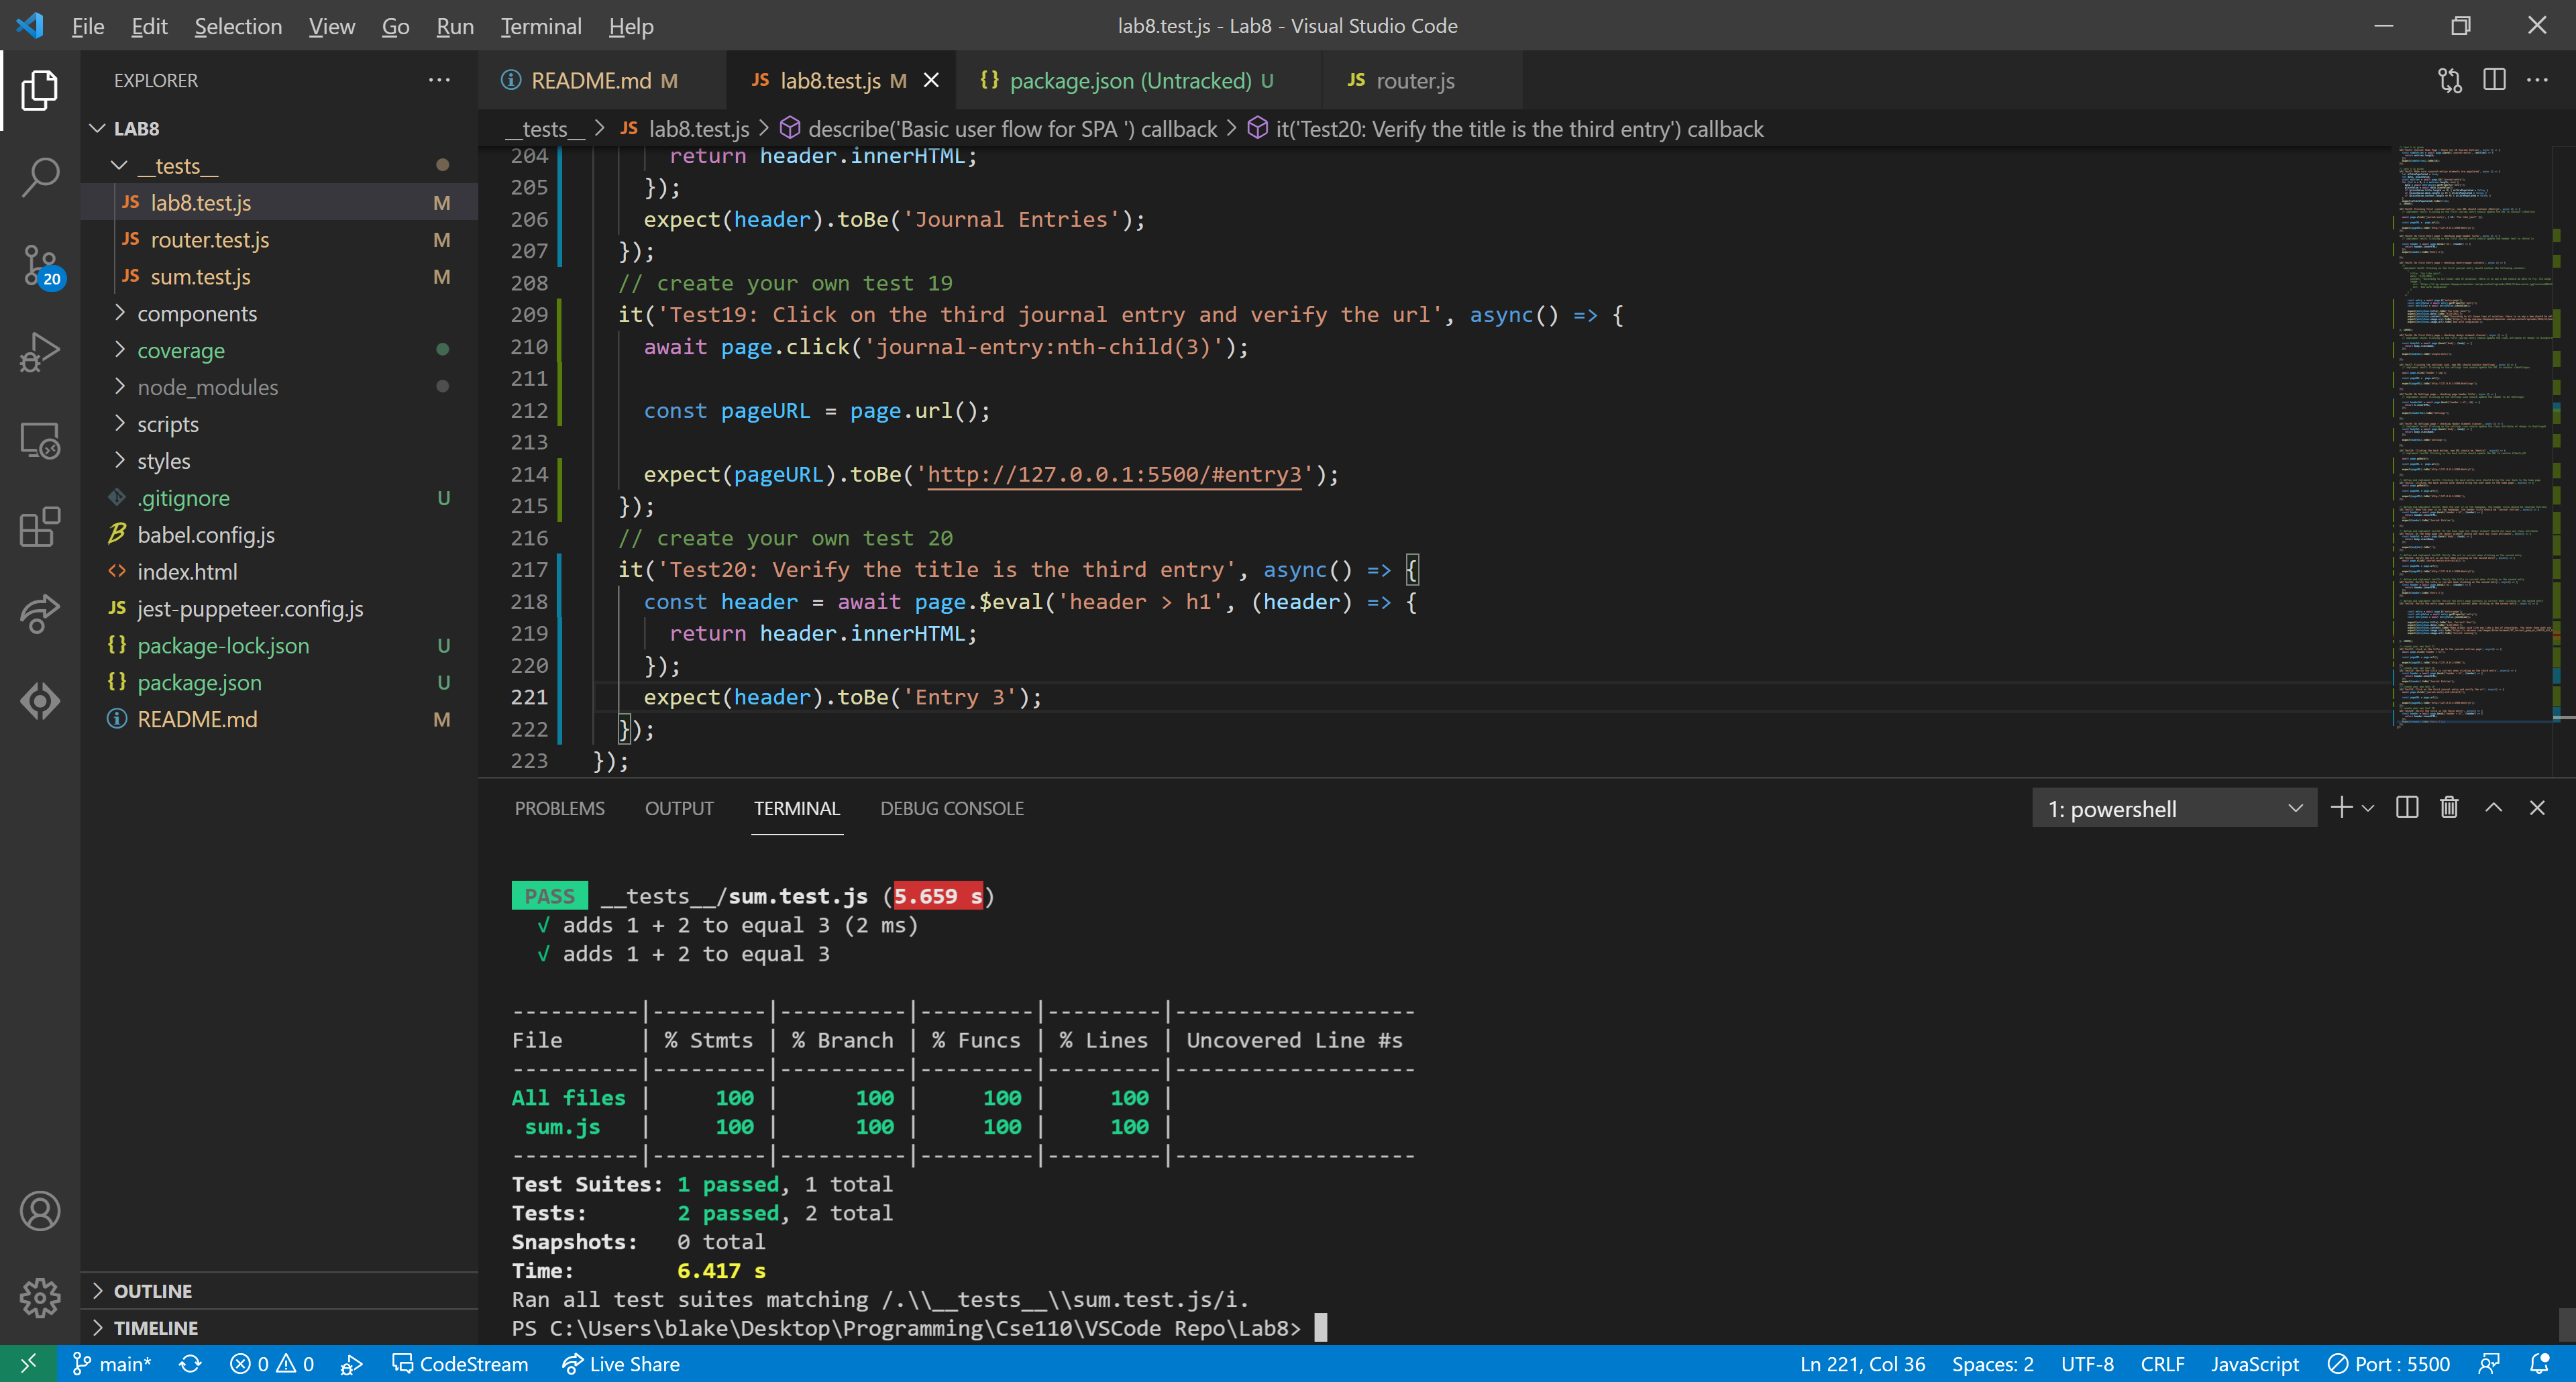 File Edit Selection View Go Run Terminal Help
lab8.test.js - Lab8 - Visual Studio Code
EXPLORER
README.md M
JS lab8.test.js M
{} package.json (Untracked) U
JS router.js
LAB8
__tests__
JS lab8.test.js M
JS router.test.js M
JS sum.test.js M
components
coverage
node_modules
scripts
styles
.gitignore U
babel.config.js
index.html
JS jest-puppeteer.config.js
{} package-lock.json U
{} package.json U
README.md M
OUTLINE
TIMELINE
20
__tests__ > JS lab8.test.js > describe('Basic user flow for SPA ') callback > it('Test20: Verify the title is the third entry') callback
204 return header.innerHTML;
205 });
206 expect(header).toBe('Journal Entries');
207 });
208 // create your own test 19
209 it('Test19: Click on the third journal entry and verify the url', async() => {
210 await page.click('journal-entry:nth-child(3)');
211
212 const pageURL = page.url();
213
214 expect(pageURL).toBe('http://127.0.0.1:5500/#entry3');
215 });
216 // create your own test 20
217 it('Test20: Verify the title is the third entry', async() => {
218 const header = await page.$eval('header > h1', (header) => {
219 return header.innerHTML;
220 });
221 expect(header).toBe('Entry 3');
222 });
223 });
PROBLEMS OUTPUT TERMINAL DEBUG CONSOLE
1: powershell
PASS __tests__/sum.test.js (5.659 s)
√ adds 1 + 2 to equal 3 (2 ms)
√ adds 1 + 2 to equal 3
----------|---------|----------|---------|---------|-------------------
File | % Stmts | % Branch | % Funcs | % Lines | Uncovered Line #s
----------|---------|----------|---------|---------|-------------------
All files | 100 | 100 | 100 | 100 |
sum.js | 100 | 100 | 100 | 100 |
----------|---------|----------|---------|---------|-------------------
Test Suites: 1 passed, 1 total
Tests: 2 passed, 2 total
Snapshots: 0 total
Time: 6.417 s
Ran all test suites matching /.\\__tests__\\sum.test.js/i.
PS C:\Users\blake\Desktop\Programming\Cse110\VSCode Repo\Lab8>
main* 0 0 CodeStream Live Share
Ln 221, Col 36 Spaces: 2 UTF-8 CRLF JavaScript Port : 5500